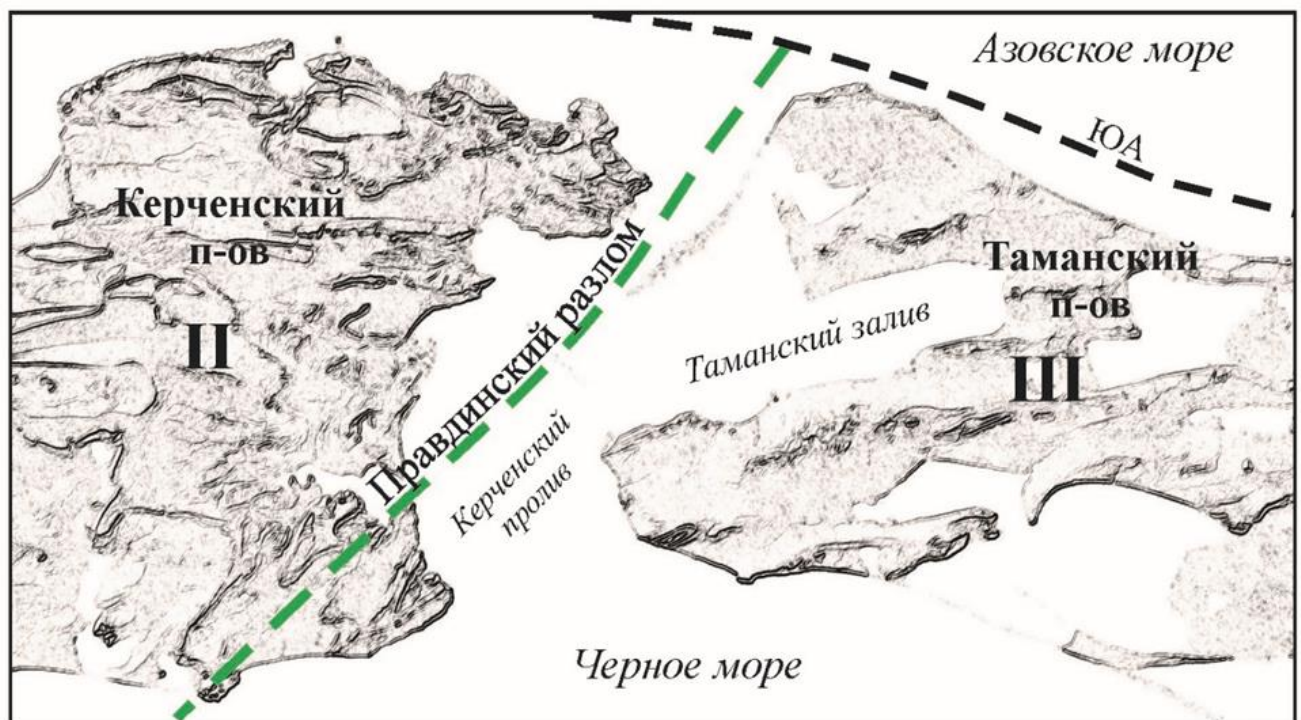 Азовское море
ЮА
Керченский
п-ов
II
Правдинский разлом
Таманский
п-ов
III
Таманский залив
Керченский
пролив
Черное море